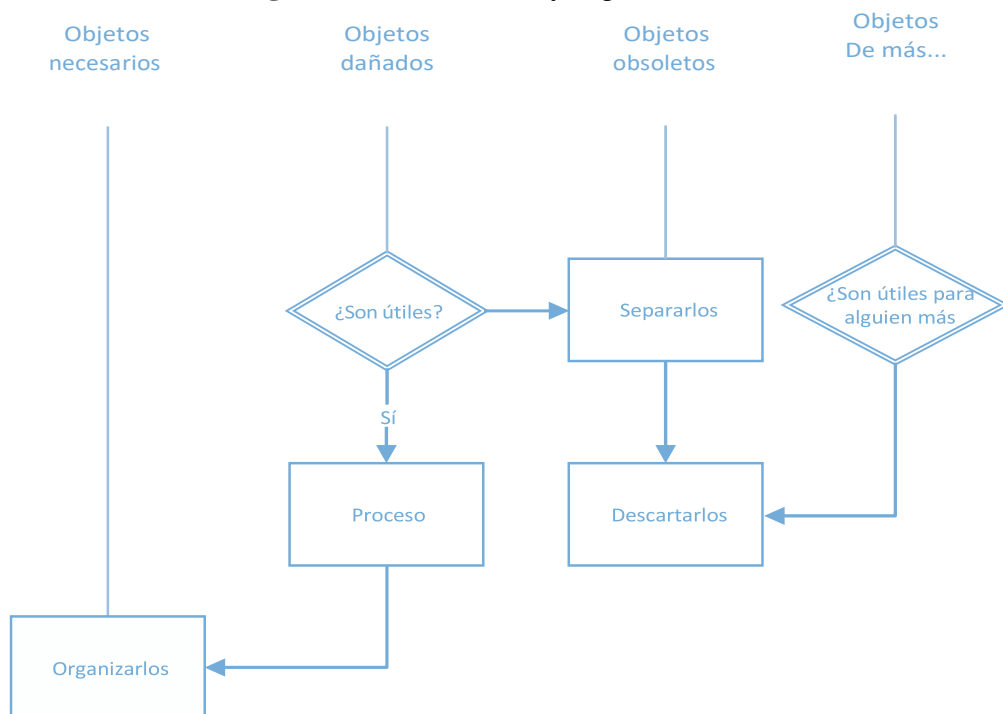 Objetos
necesarios
Objetos
dañados
Objetos
obsoletos
Objetos
De más...
¿Son útiles?
Separarlos
¿Son útiles para
alguien más
Sí
Proceso
Descartarlos
Organizarlos